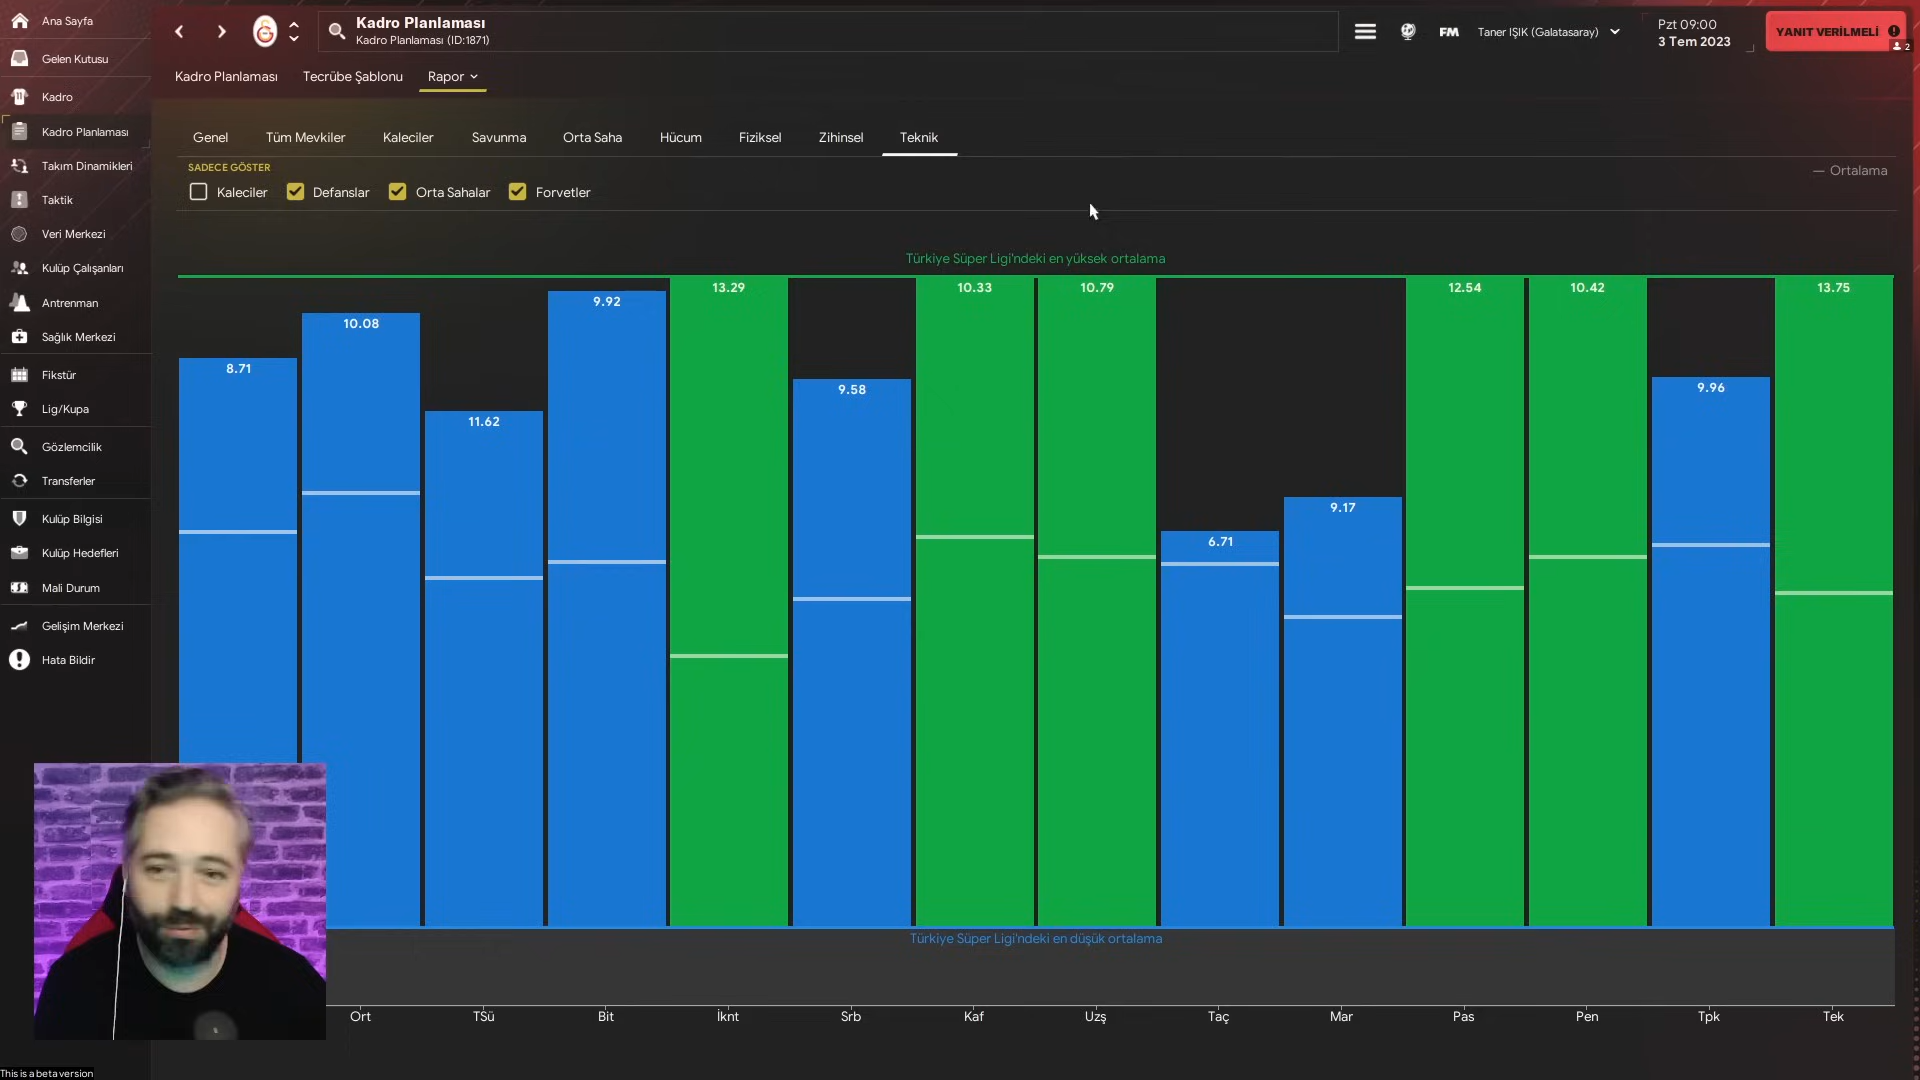 Ana Sayfa
Gelen Kutusu
Kadro
Kadro Planlaması
Takım Dinamikleri
Taktik
Veri Merkezi
Kulüp Çalışanları
Antrenman
Sağlık Merkezi
Fikstür
Lig/Kupa
Gözlemcilik
Transferler
Kulüp Bilgisi
Kulüp Hedefleri
Mali Durum
Gelişim Merkezi
Hata Bildir
Kadro Planlaması
Kadro Planlaması (ID:1871)
FM
Taner IŞIK (Galatasaray)
Pzt 09:00
3 Tem 2023
YANIT VERİLMELİ
2
Kadro Planlaması Tecrübe Şablonu Rapor
Genel Tüm Mevkiler Kaleciler Savunma Orta Saha Hücum Fiziksel Zihinsel Teknik
SADECE GÖSTER
— Ortalama
Kaleciler Defanslar Orta Sahalar Forvetler
Türkiye Süper Ligi'ndeki en yüksek ortalama
8.71 10.08 11.62 9.92 13.29 9.58 10.33 10.79 6.71 9.17 12.54 10.42 9.96 13.75
Türkiye Süper Ligi'ndeki en düşük ortalama
Ort TSü Bit İknt Srb Kaf Uzş Taç Mar Pas Pen Tpk Tek
This is a beta version